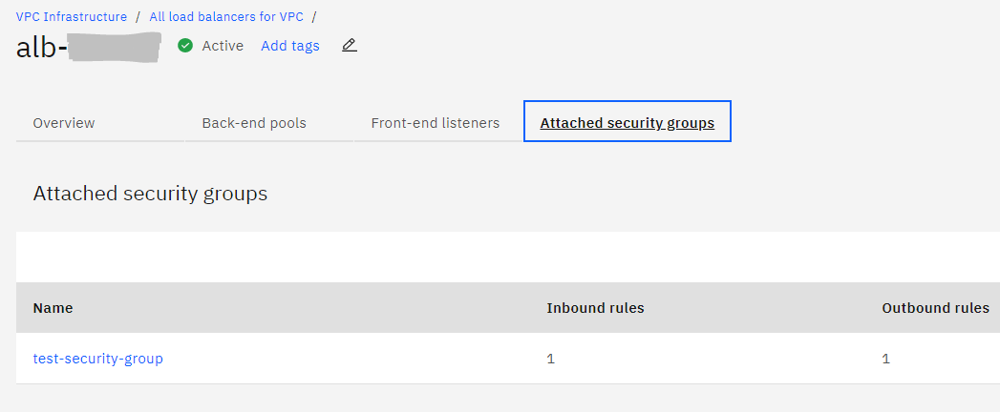 VPC Infrastructure / All load balancers for VPC /
alb- Active Add tags
Overview Back-end pools Front-end listeners Attached security groups
Attached security groups
Name Inbound rules Outbound rules
test-security-group 1 1